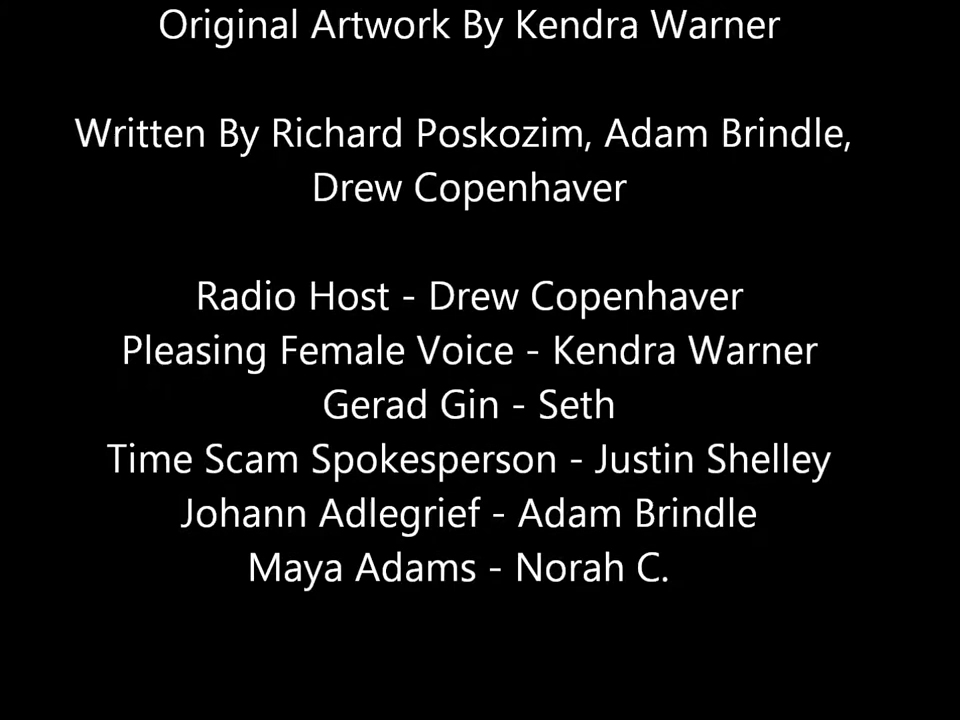 Original Artwork By Kendra Warner
Written By Richard Poskozim, Adam Brindle,
Drew Copenhaver
Radio Host - Drew Copenhaver
Pleasing Female Voice - Kendra Warner
Gerad Gin - Seth
Time Scam Spokesperson - Justin Shelley
Johann Adlegrief - Adam Brindle
Maya Adams - Norah C.